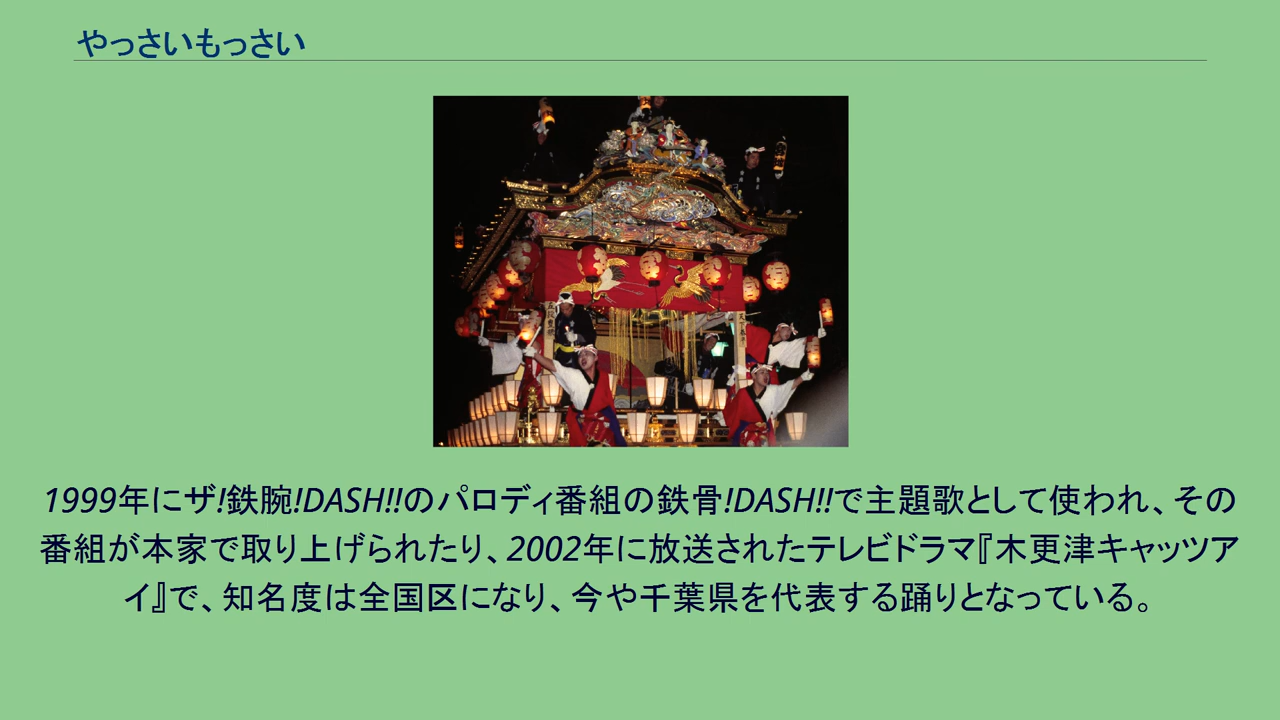 やっさいもっさい
1999年にザ!鉄腕!DASH!!のパロディ番組の鉄骨!DASH!!で主題歌として使われ、その
番組が本家で取り上げられたり、2002年に放送されたテレビドラマ『木更津キャッツア
イ』で、知名度は全国区になり、今や千葉県を代表する踊りとなっている。